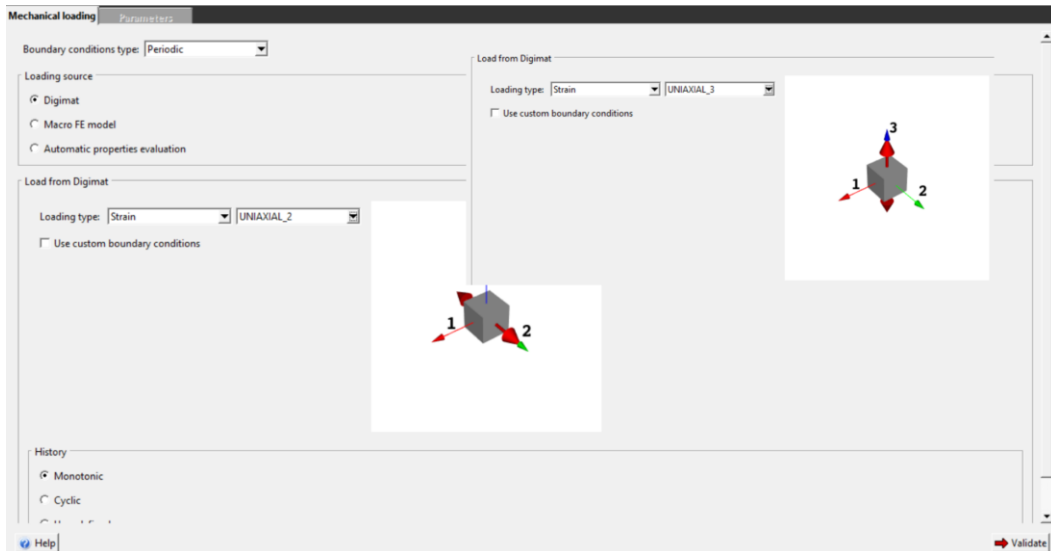 Mechanical loading
Parameters
Boundary conditions type: Periodic
Loading source
Digimat
Macro FE model
Automatic properties evaluation
Load from Digimat
Loading type: Strain UNIAXIAL_3
Use custom boundary conditions
3
1
2
Load from Digimat
Loading type: Strain UNIAXIAL_2
Use custom boundary conditions
1
2
History
Monotonic
Cyclic
Help
Validate